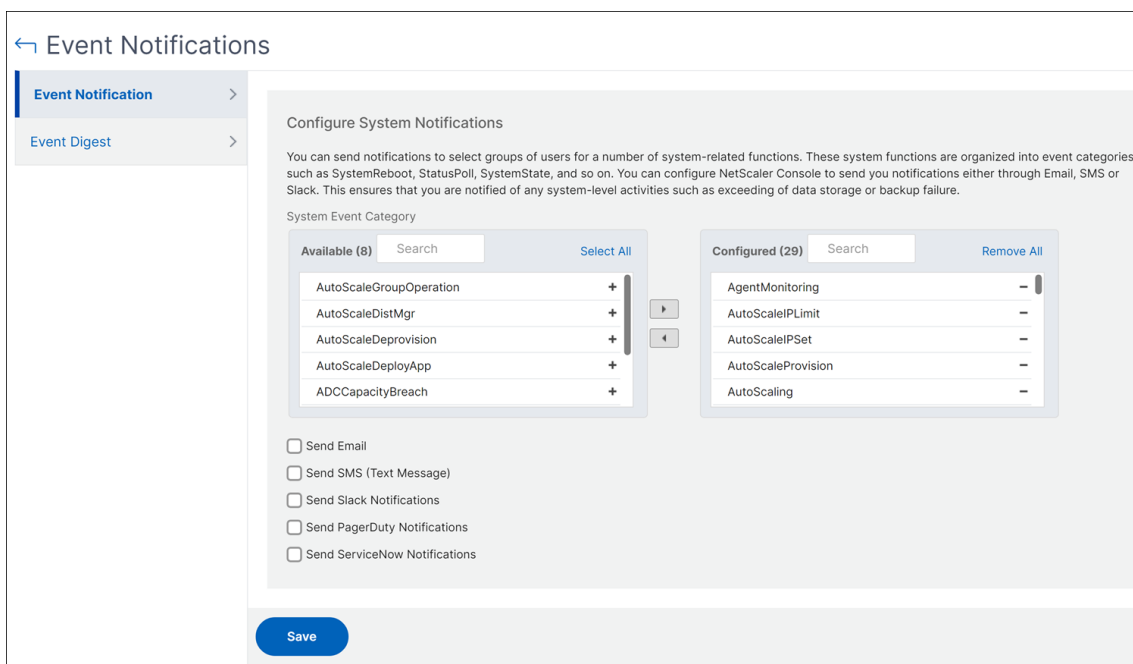 Event Notifications
Event Notification
Event Digest
Configure System Notifications
You can send notifications to select groups of users for a number of system-related functions. These system functions are organized into event categories
such as SystemReboot, StatusPoll, SystemState, and so on. You can configure NetScaler Console to send you notifications either through Email, SMS or
Slack. This ensures that you are notified of any system-level activities such as exceeding of data storage or backup failure.
System Event Category
Available (8) Search Select All
AutoScaleGroupOperation +
AutoScaleDistMgr +
AutoScaleDeprovision +
AutoScaleDeployApp +
ADCCapacityBreach +
Configured (29) Search Remove All
AgentMonitoring −
AutoScaleIPLimit −
AutoScaleIPSet −
AutoScaleProvision −
AutoScaling −
Send Email
Send SMS (Text Message)
Send Slack Notifications
Send PagerDuty Notifications
Send ServiceNow Notifications
Save